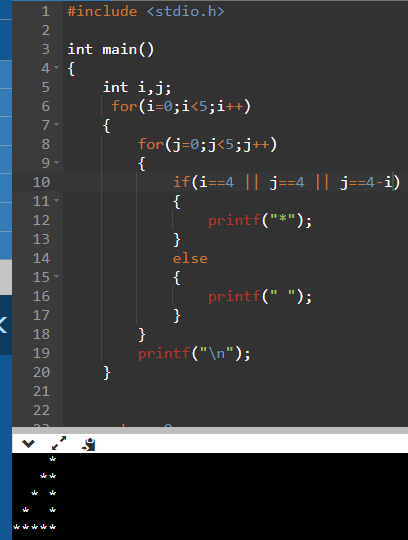 1 #include <stdio.h>
2
3 int main()
4 {
5     int i,j;
6      for(i=0;i<5;i++)
7     {
8         for(j=0;j<5;j++)
9         {
10             if(i==4 || j==4 || j==4-i)
11             {
12                 printf("*");
13             }
14             else
15             {
16                 printf(" ");
17             }
18         }
19         printf("\n");
20     }
21
22
    *
   **
  * *
 *  *
*****